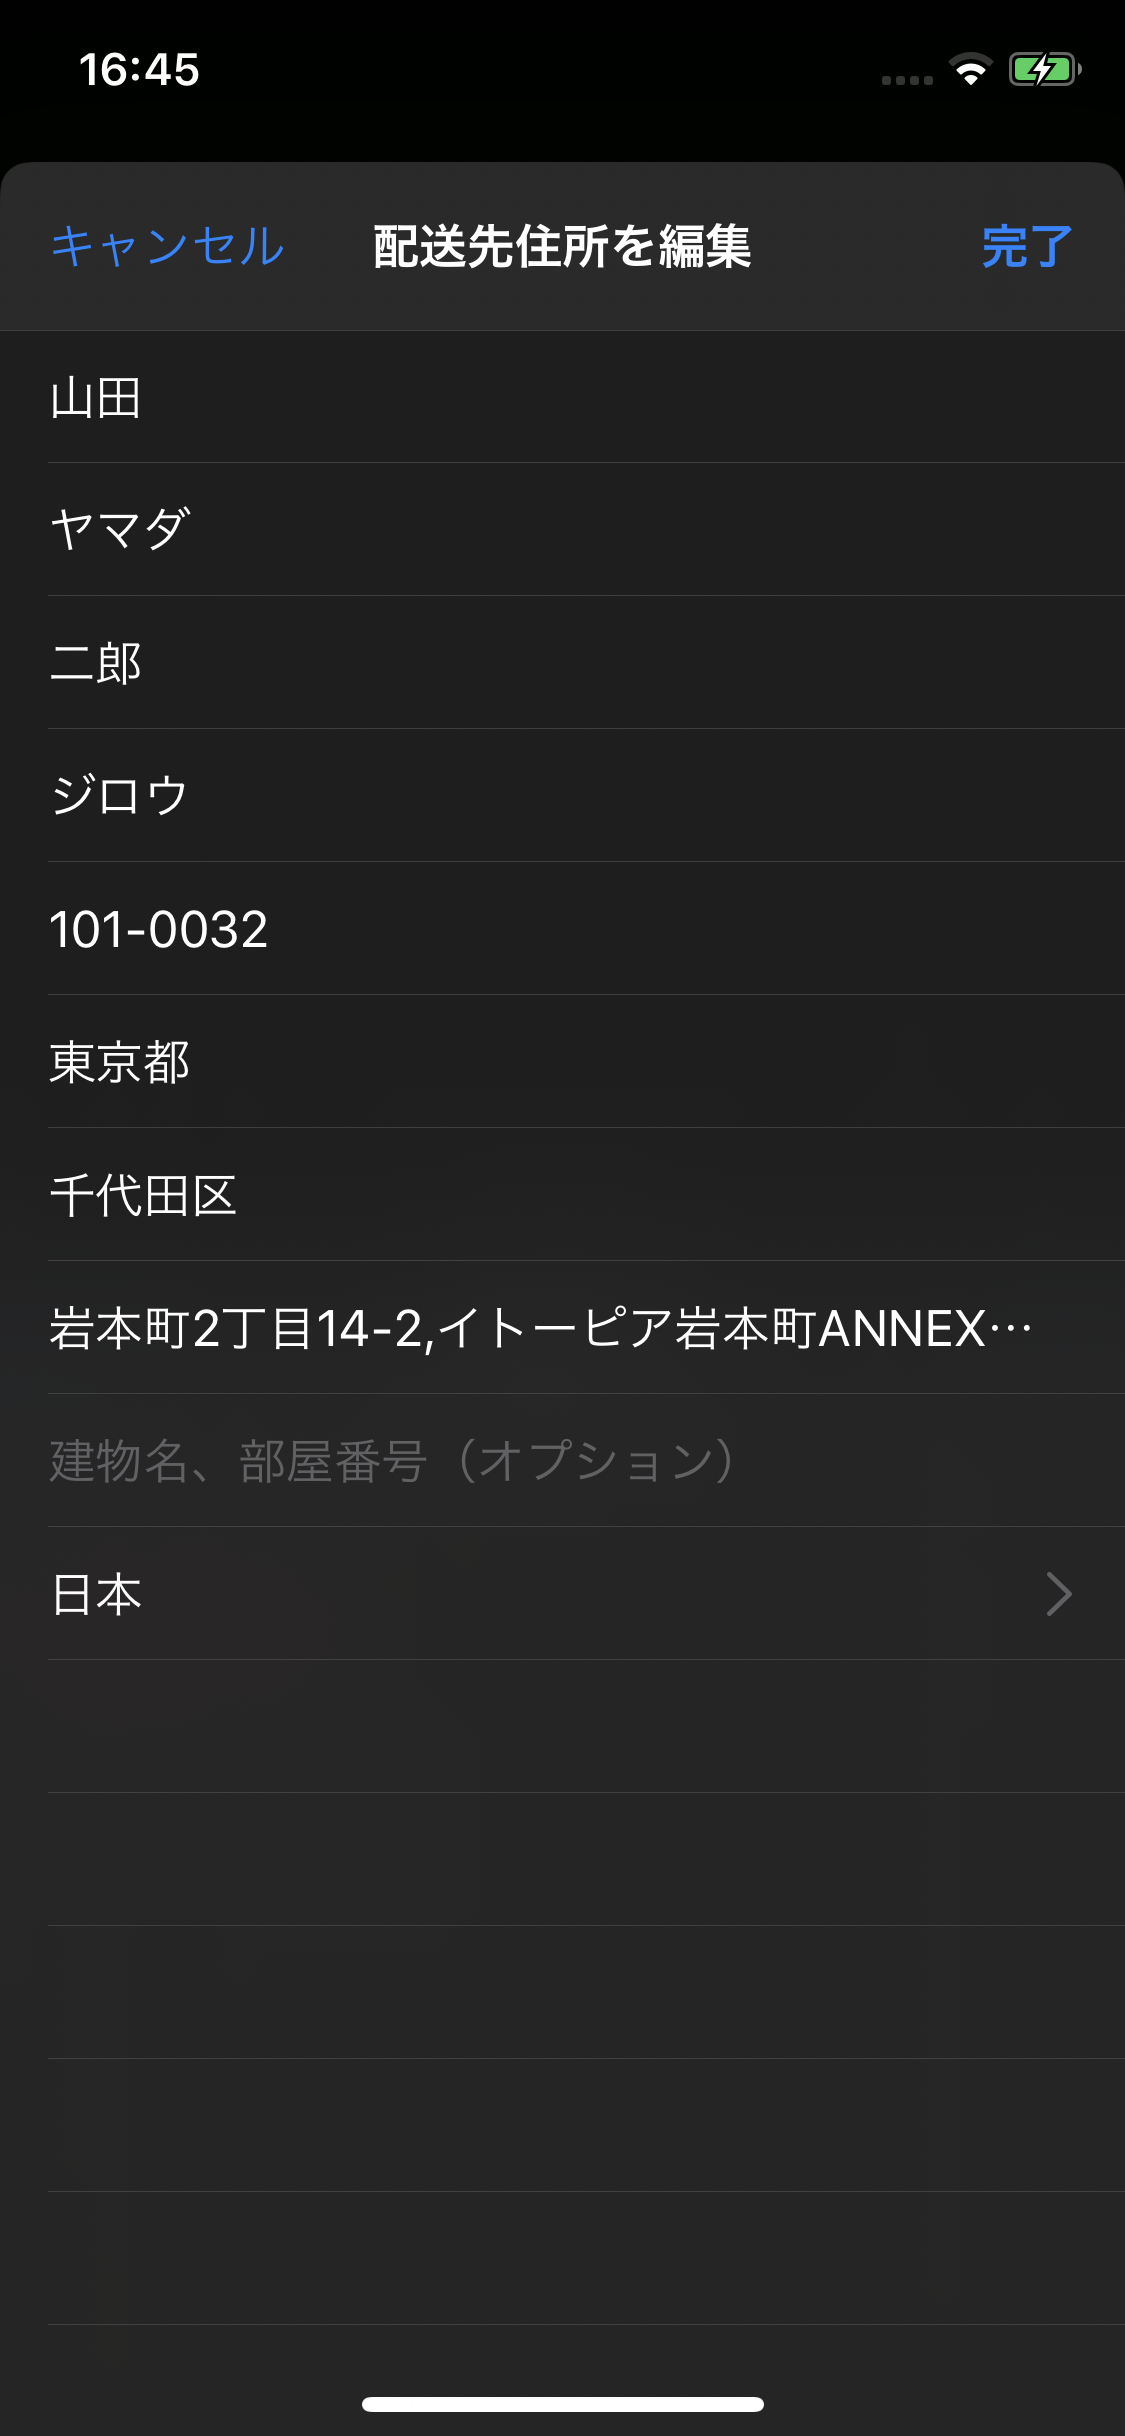 16:45
キャンセル 配送先住所を編集 完了
山田
ヤマダ
二郎
ジロウ
101-0032
東京都
千代田区
岩本町2丁目14-2,イトーピア岩本町ANNEX…
建物名、部屋番号（オプション）
日本